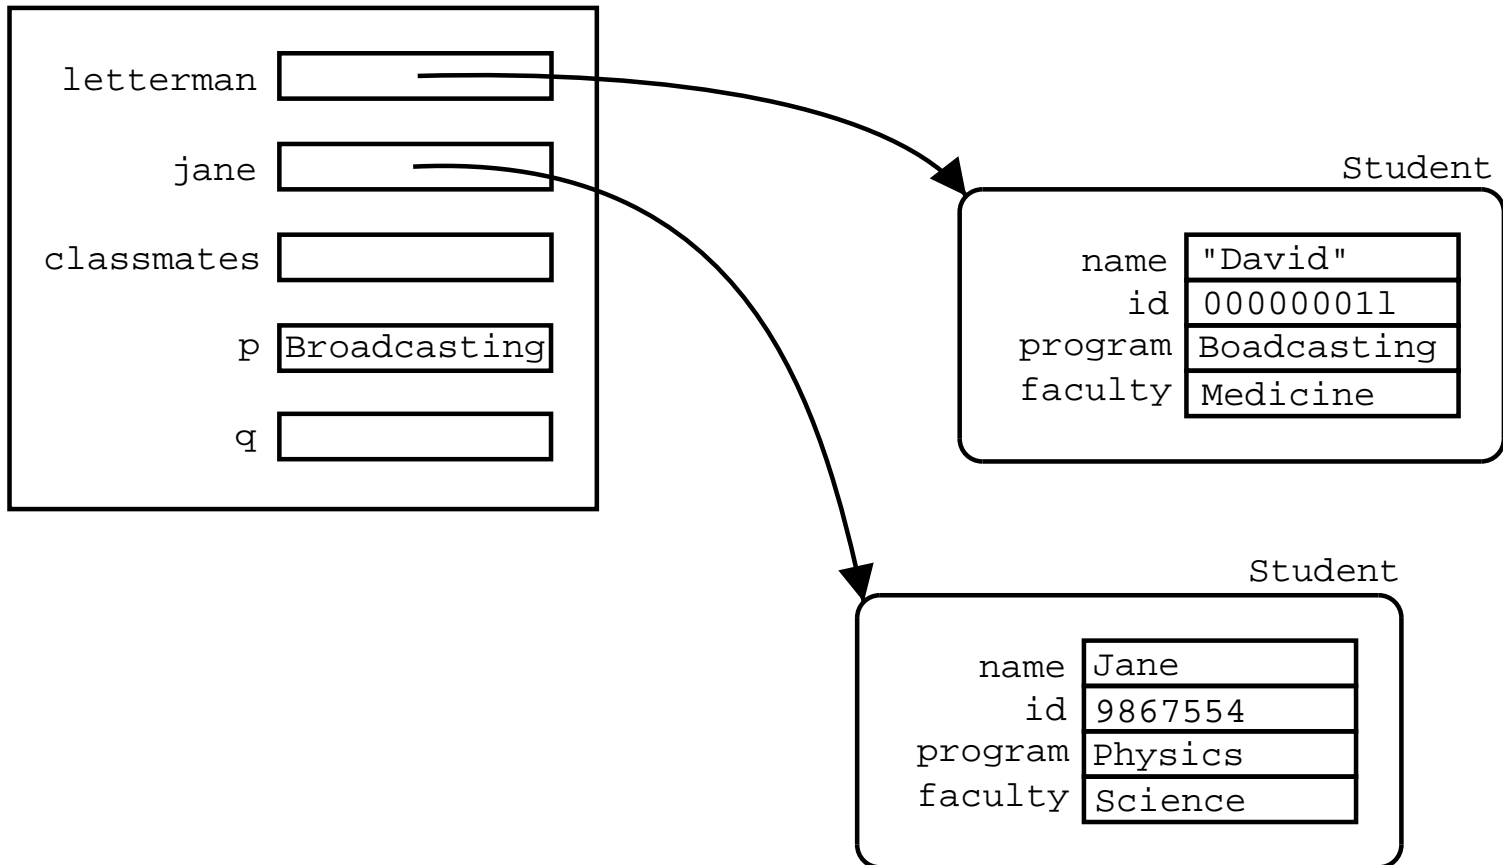 letterman
jane
classmates
p Broadcasting
q
Student
name "David"
id 00000001l
program Boadcasting
faculty Medicine
Student
name Jane
id 9867554
program Physics
faculty Science